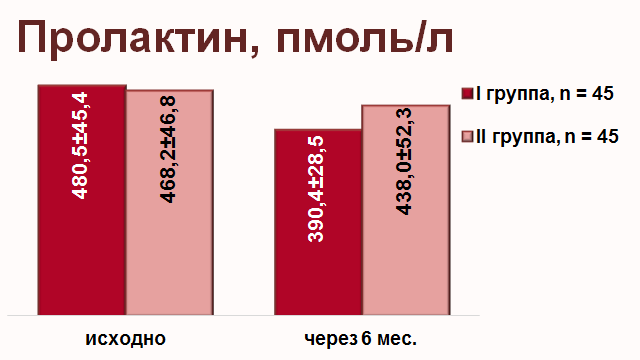 Пролактин, пмоль/л
480,5±45,4
468,2±46,8
390,4±28,5
438,0±52,3
I группа, n = 45
II группа, n = 45
исходно
через 6 мес.